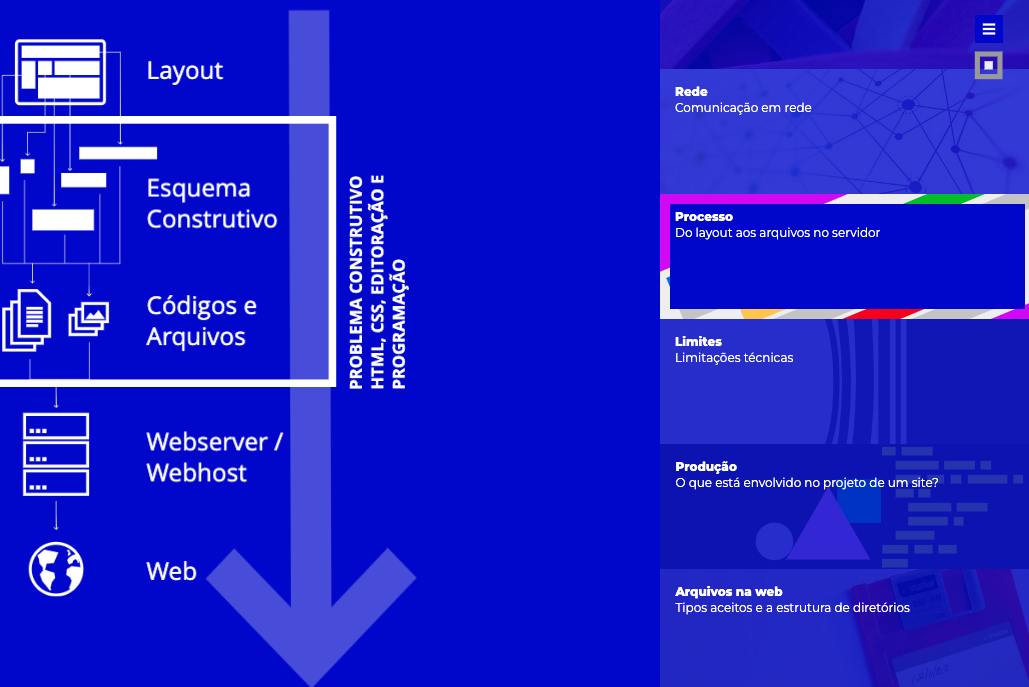 Layout
Esquema
Construtivo
Códigos e
Arquivos
PROBLEMA CONSTRUTIVO
HTML, CSS, EDITORAÇÃO E
PROGRAMAÇÃO
Webserver /
Webhost
Web
Rede
Comunicação em rede
Processo
Do layout aos arquivos no servidor
Limites
Limitações técnicas
Produção
O que está envolvido no projeto de um site?
Arquivos na web
Tipos aceitos e a estrutura de diretórios